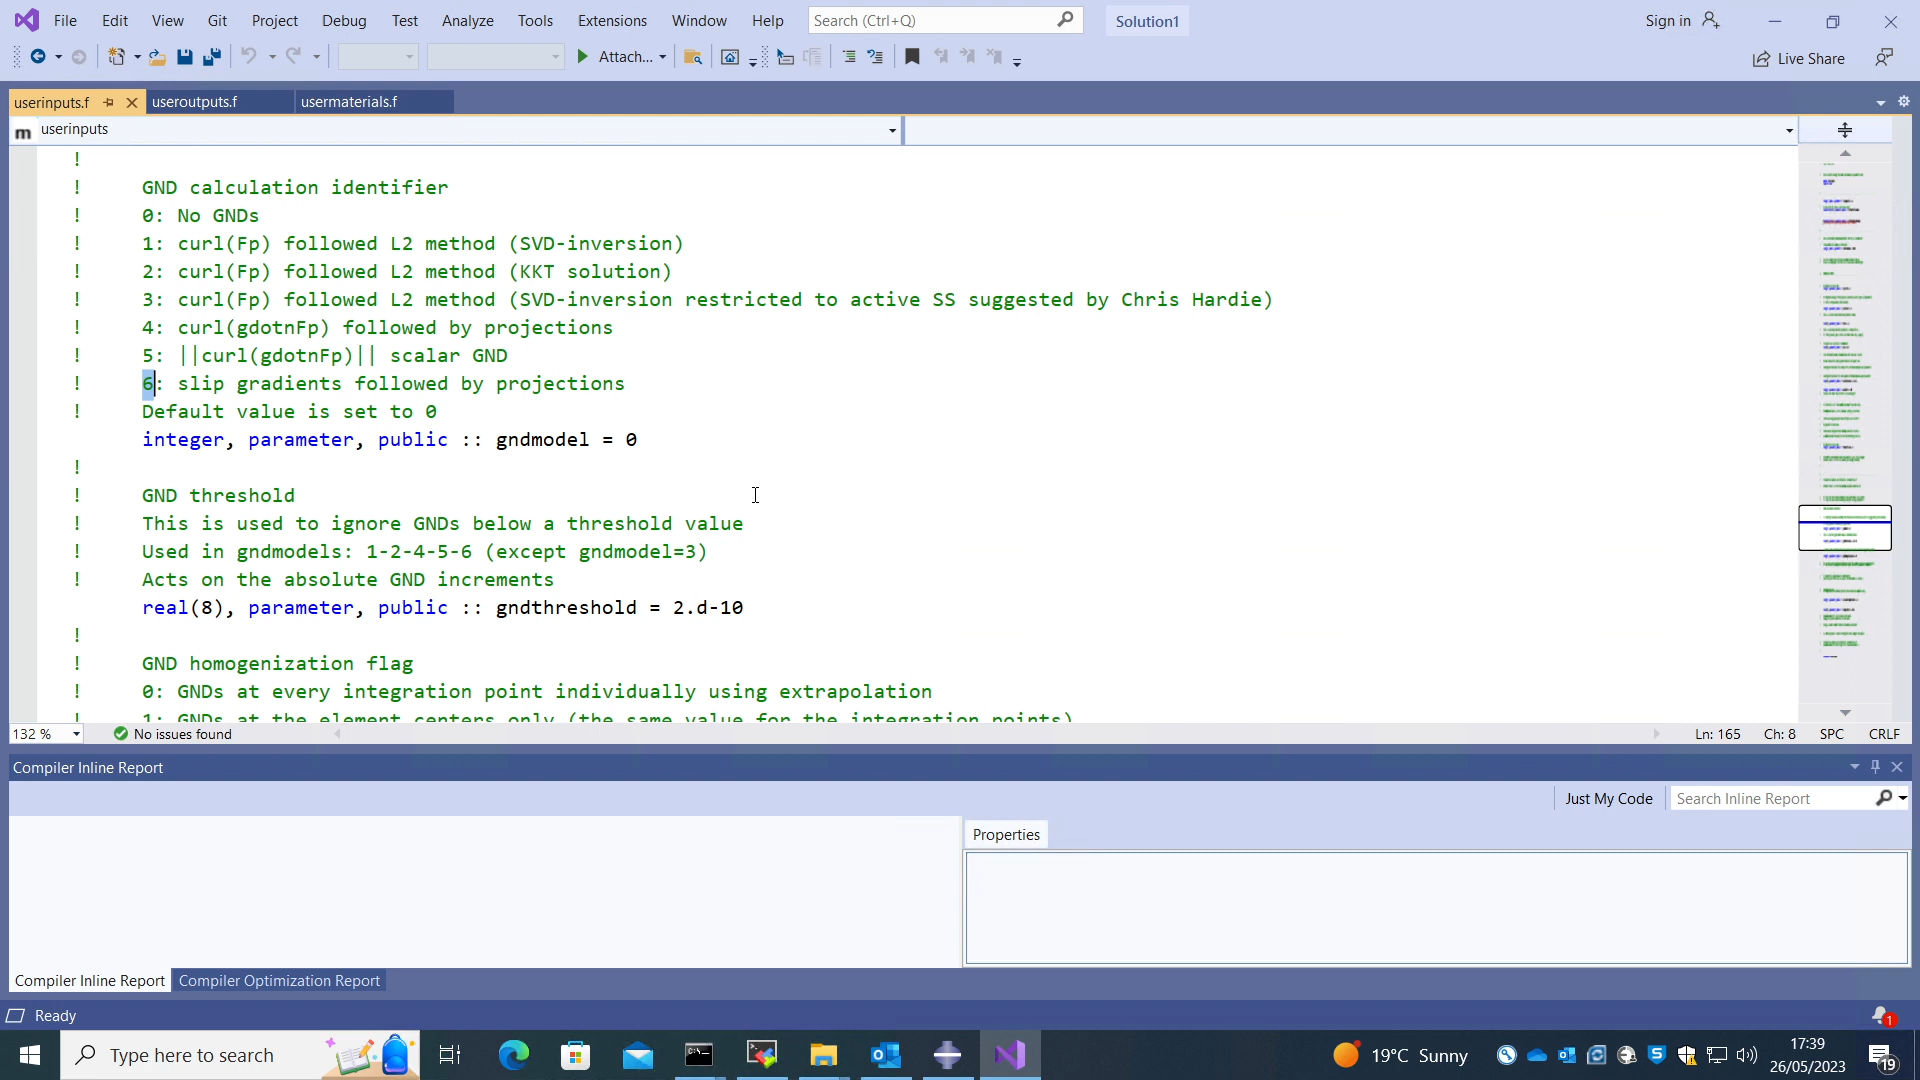 File Edit View Git Project Debug Test Analyze Tools Extensions Window Help Search (Ctrl+Q) Solution1 Sign in
Attach... Live Share
userinputs.f useroutputs.f usermaterials.f
userinputs
!
! GND calculation identifier
! 0: No GNDs
! 1: curl(Fp) followed L2 method (SVD-inversion)
! 2: curl(Fp) followed L2 method (KKT solution)
! 3: curl(Fp) followed L2 method (SVD-inversion restricted to active SS suggested by Chris Hardie)
! 4: curl(gdotnFp) followed by projections
! 5: ||curl(gdotnFp)|| scalar GND
! 6: slip gradients followed by projections
! Default value is set to 0
integer, parameter, public :: gndmodel = 0
!
! GND threshold
! This is used to ignore GNDs below a threshold value
! Used in gndmodels: 1-2-4-5-6 (except gndmodel=3)
! Acts on the absolute GND increments
real(8), parameter, public :: gndthreshold = 2.d-10
!
! GND homogenization flag
! 0: GNDs at every integration point individually using extrapolation
! 1: GNDs at the element centers only (the same value for the integration points)
132 % No issues found Ln: 165 Ch: 8 SPC CRLF
Compiler Inline Report
Just My Code Search Inline Report
Properties
Compiler Inline Report Compiler Optimization Report
Ready 1
Type here to search 19°C Sunny 17:39
26/05/2023 19